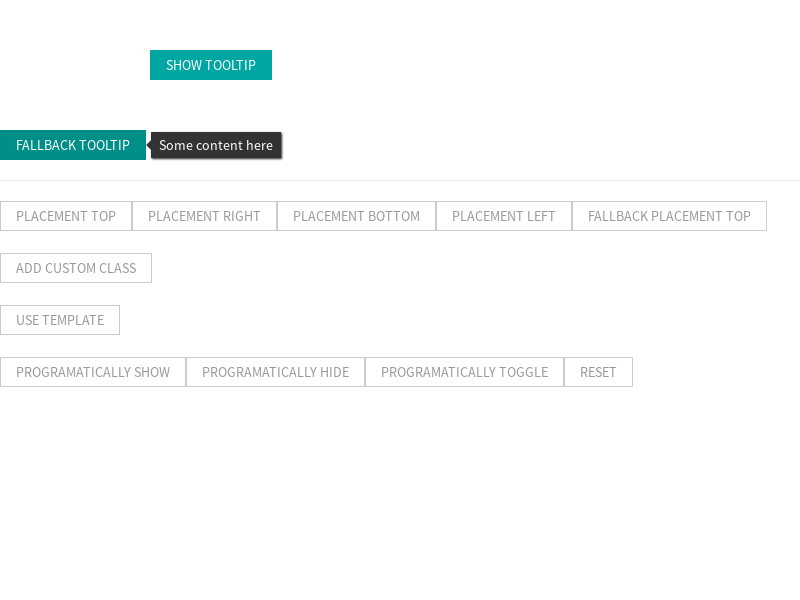 SHOW TOOLTIP
FALLBACK TOOLTIP Some content here
PLACEMENT TOP PLACEMENT RIGHT PLACEMENT BOTTOM PLACEMENT LEFT FALLBACK PLACEMENT TOP
ADD CUSTOM CLASS
USE TEMPLATE
PROGRAMATICALLY SHOW PROGRAMATICALLY HIDE PROGRAMATICALLY TOGGLE RESET